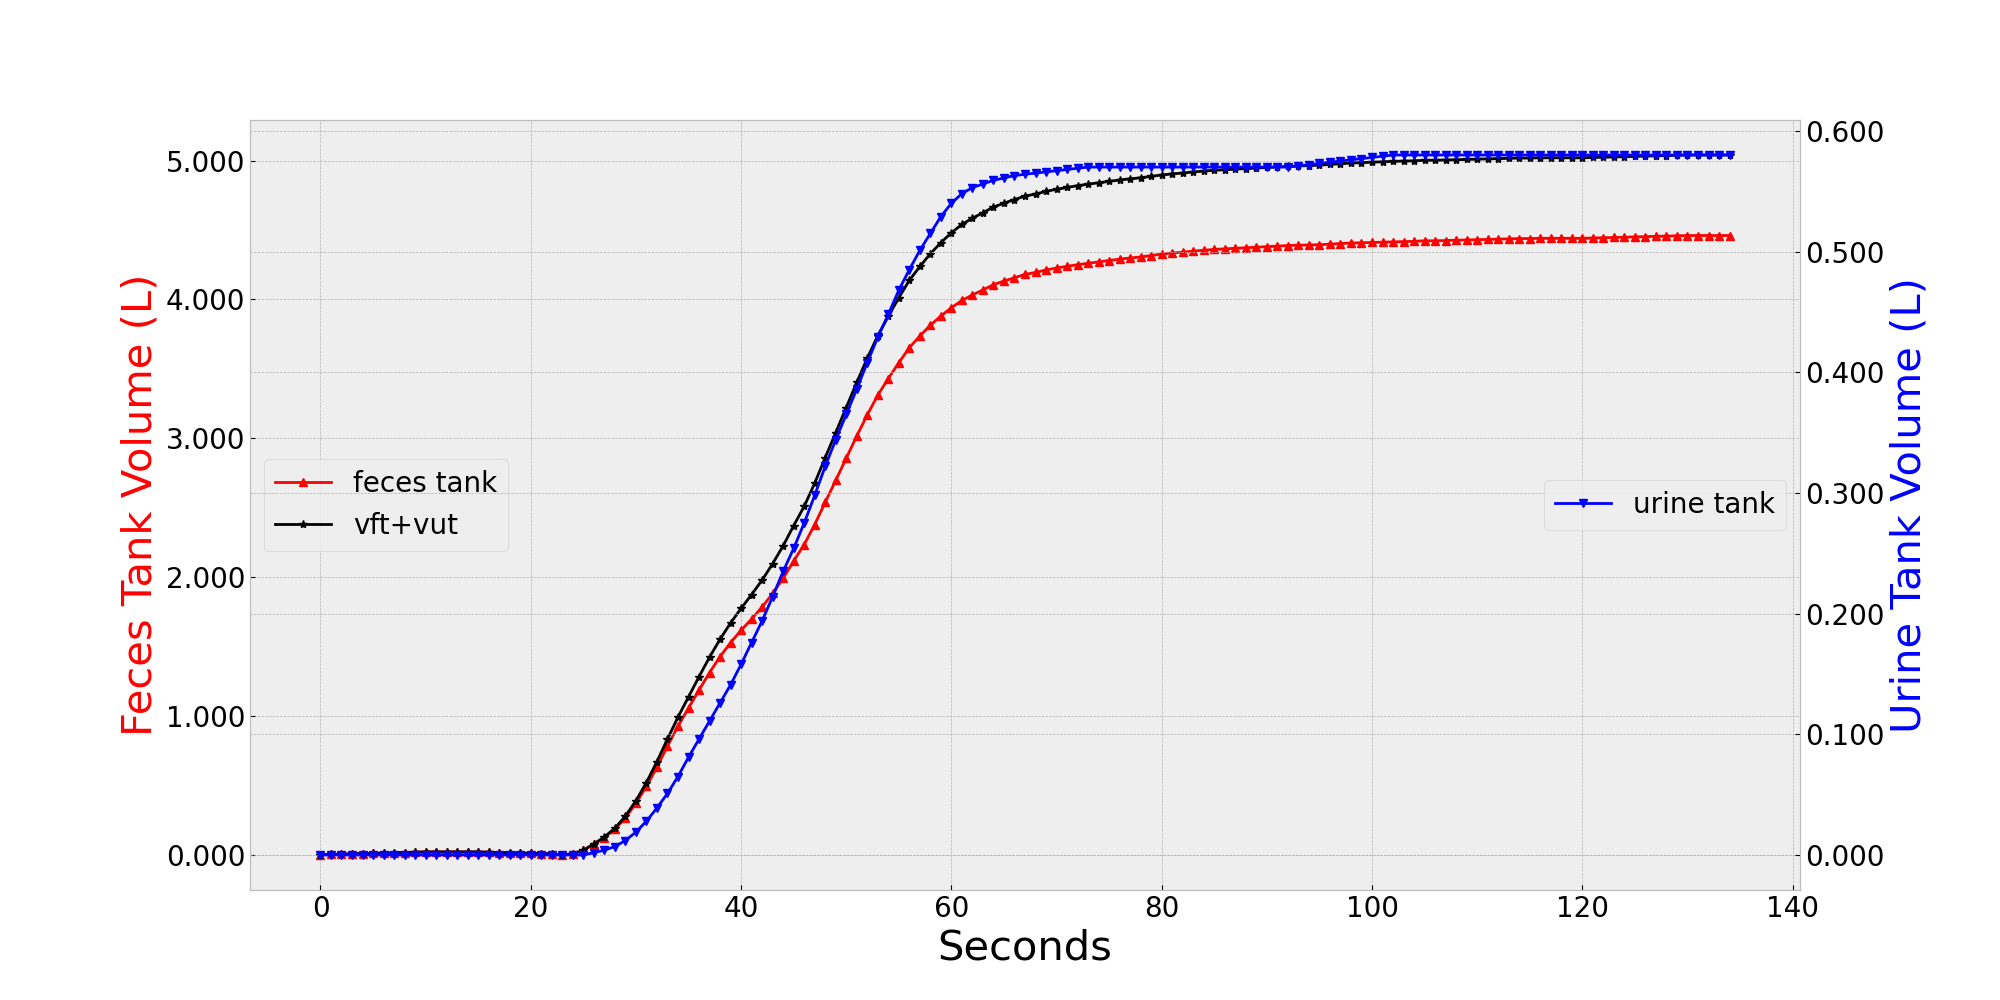 5.000
4.000
3.000
2.000
1.000
0.000
Feces Tank Volume (L)
feces tank
vft+vut
urine tank
0.600
0.500
0.400
0.300
0.200
0.100
0.000
Urine Tank Volume (L)
0 20 40 60 80 100 120 140
Seconds